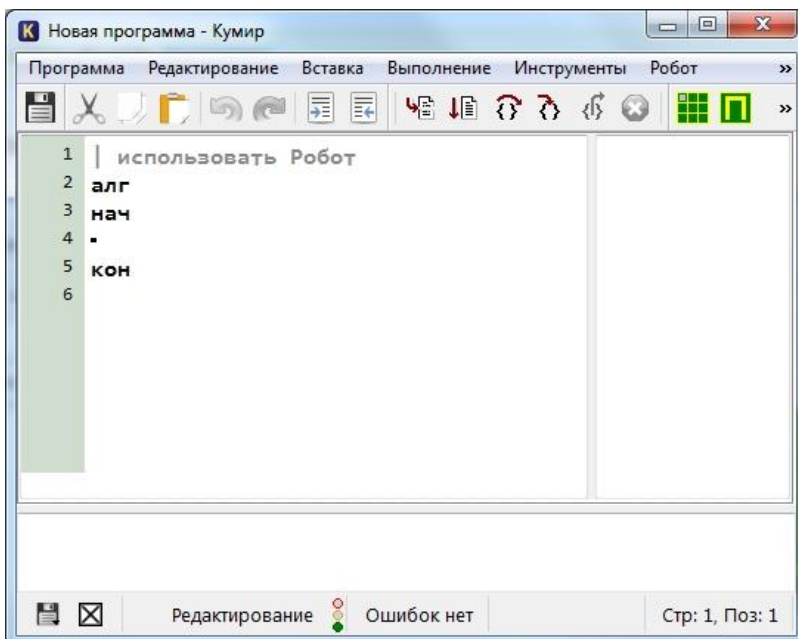 Новая программа - Кумир
Программа Редактирование Вставка Выполнение Инструменты Робот »
»
1 | использовать Робот
2 алг
3 нач
4 ▪
5 кон
6
Редактирование Ошибок нет Стр: 1, Поз: 1